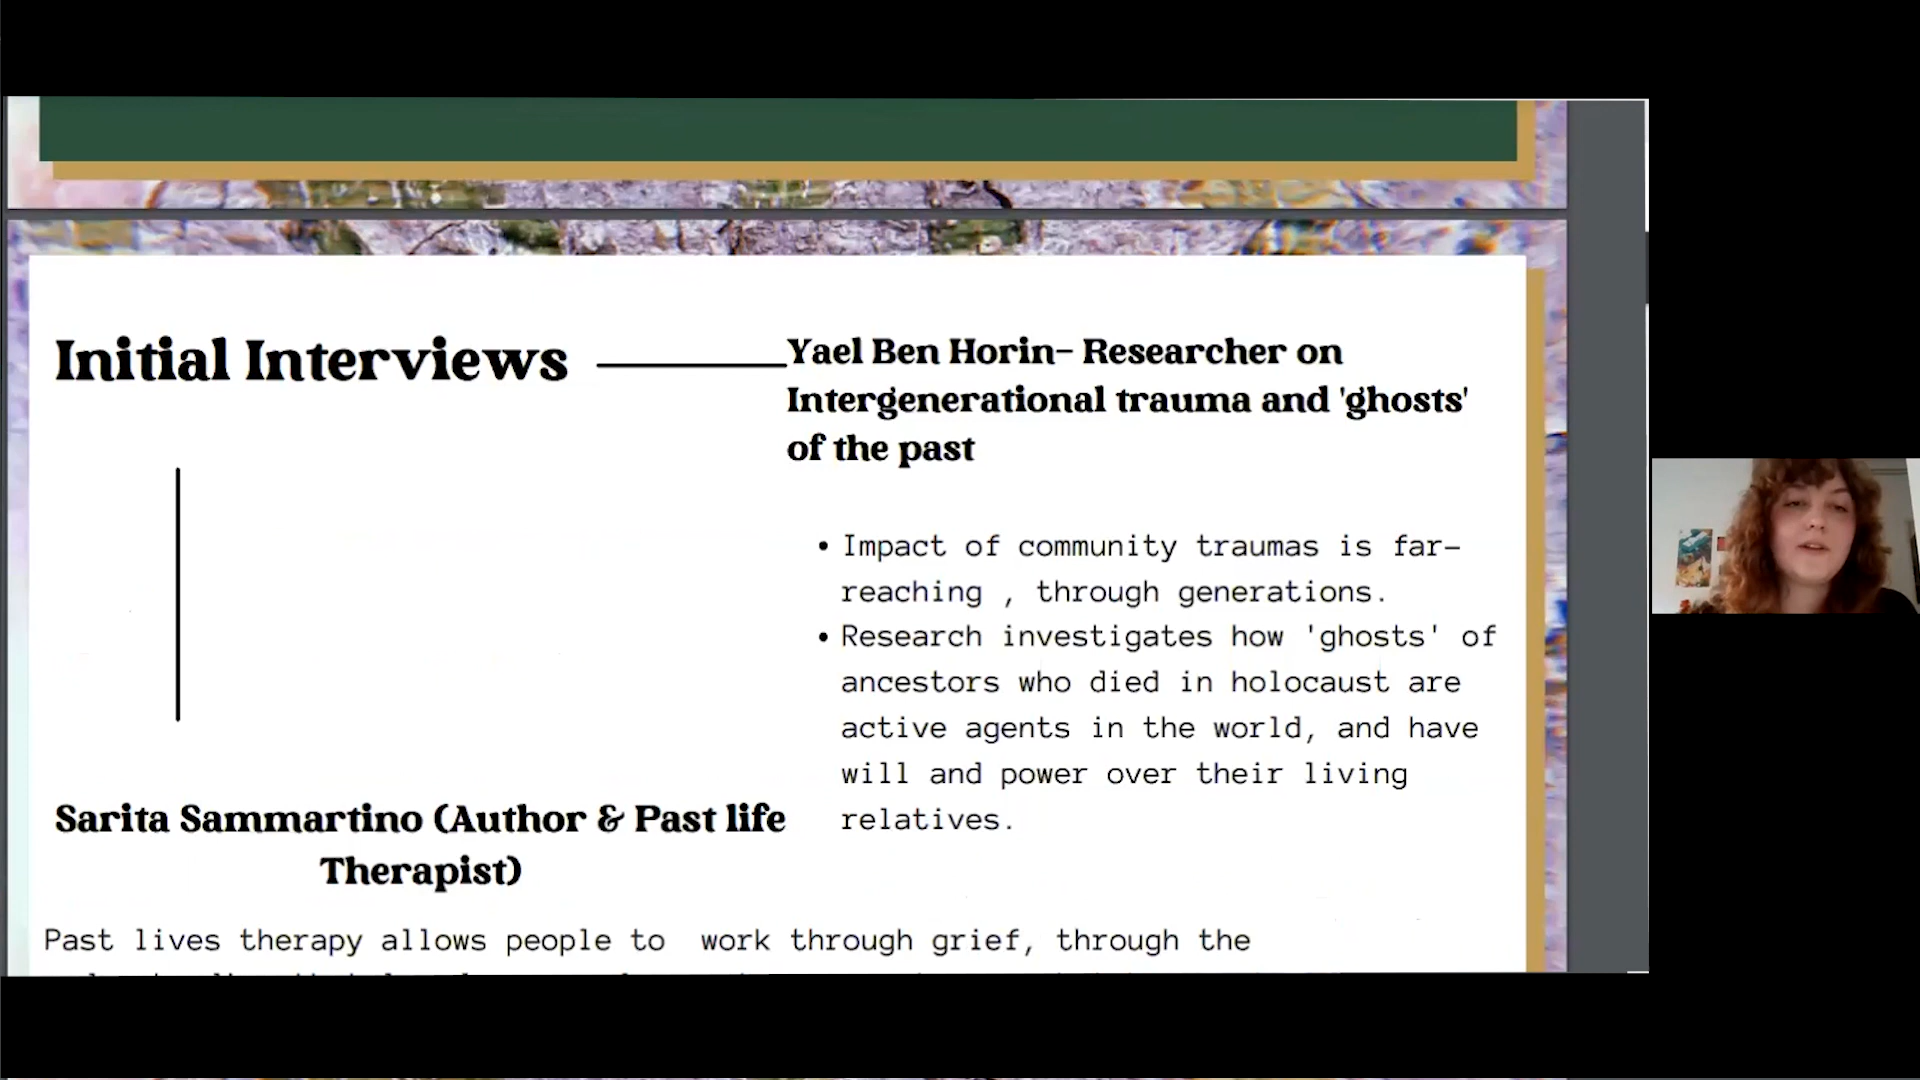 Initial Interviews
Yael Ben Horin– Researcher on
Intergenerational trauma and 'ghosts'
of the past
• Impact of community traumas is far–
reaching , through generations.
• Research investigates how 'ghosts' of
ancestors who died in holocaust are
active agents in the world, and have
will and power over their living
relatives.
Sarita Sammartino (Author & Past life
Therapist)
Past lives therapy allows people to work through grief, through the